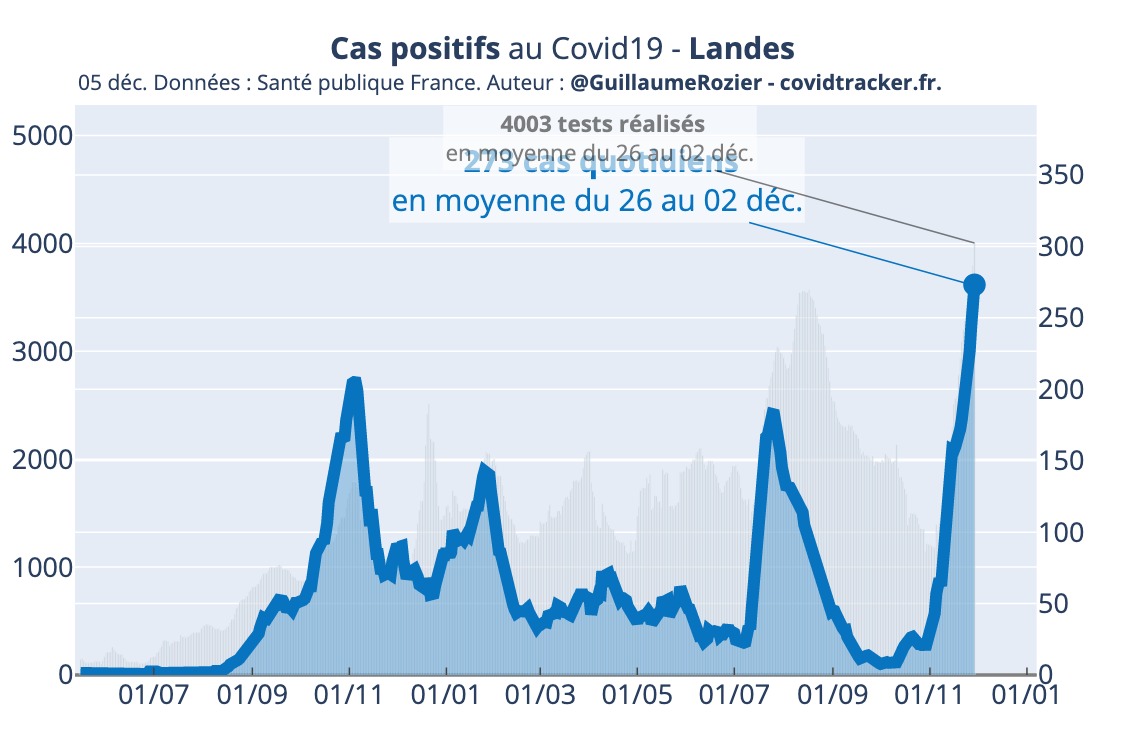 Cas positifs au Covid19 - Landes
05 déc. Données : Santé publique France. Auteur : @GuillaumeRozier - covidtracker.fr.
4003 tests réalisés
en moyenne du 26 au 02 déc.
273 cas quotidiens
en moyenne du 26 au 02 déc.
5000
4000
3000
2000
1000
0
350
300
250
200
150
100
50
0
01/07 01/09 01/11 01/01 01/03 01/05 01/07 01/09 01/11 01/01